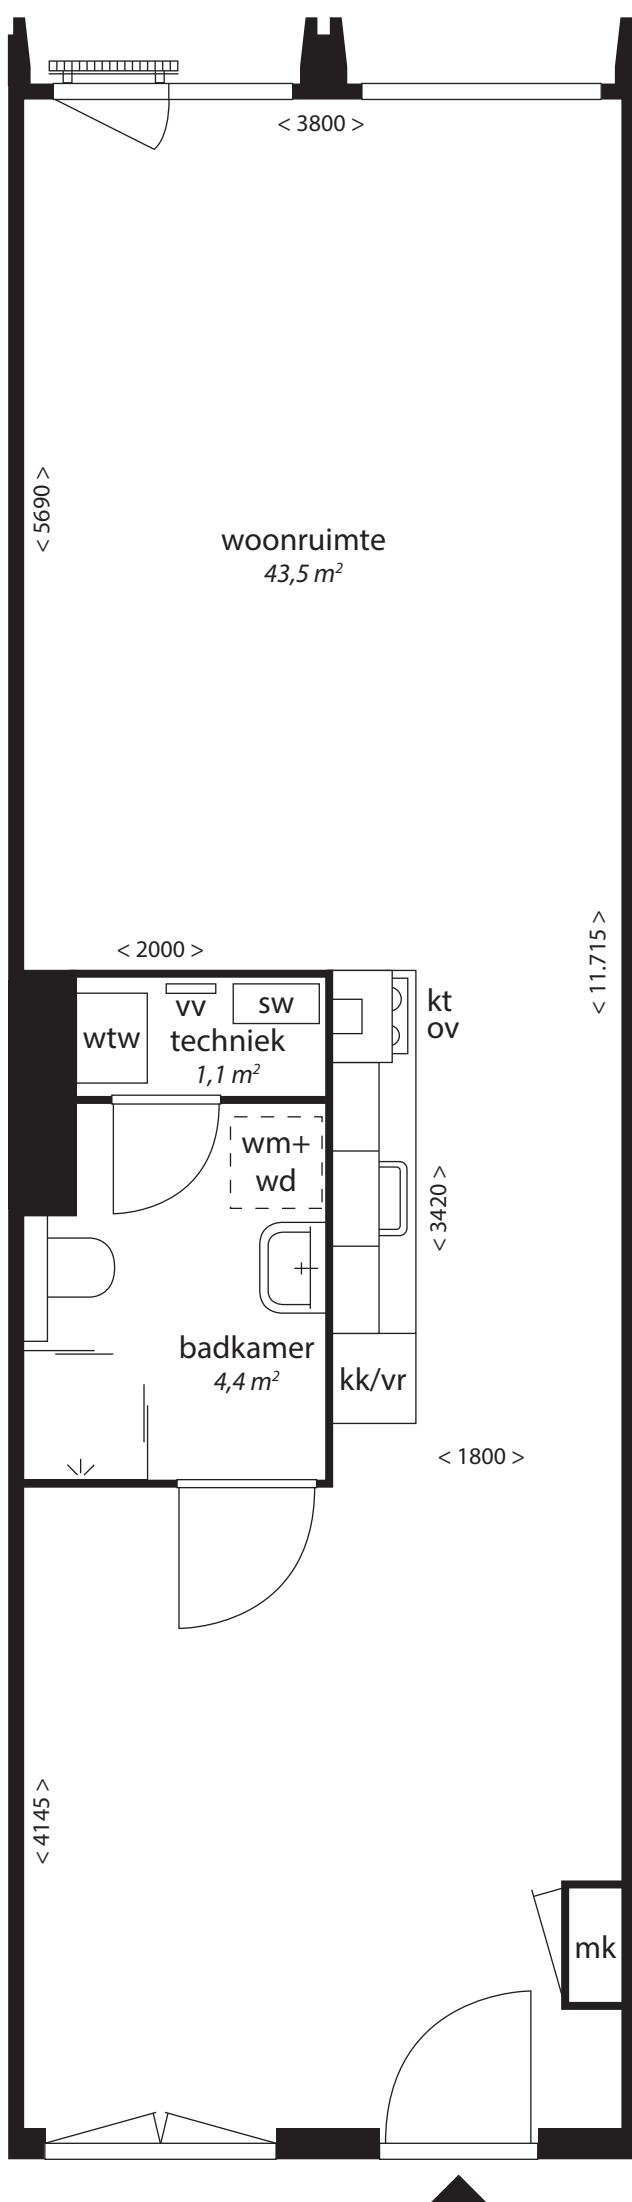 < 3800 >
< 5690 >
woonruimte
43,5 m²
< 11.715 >
< 2000 >
kt
ov
vv
sw
wtw
techniek
1,1 m²
wm+
wd
< 3420 >
badkamer
4,4 m²
kk/vr
< 1800 >
< 4145 >
mk